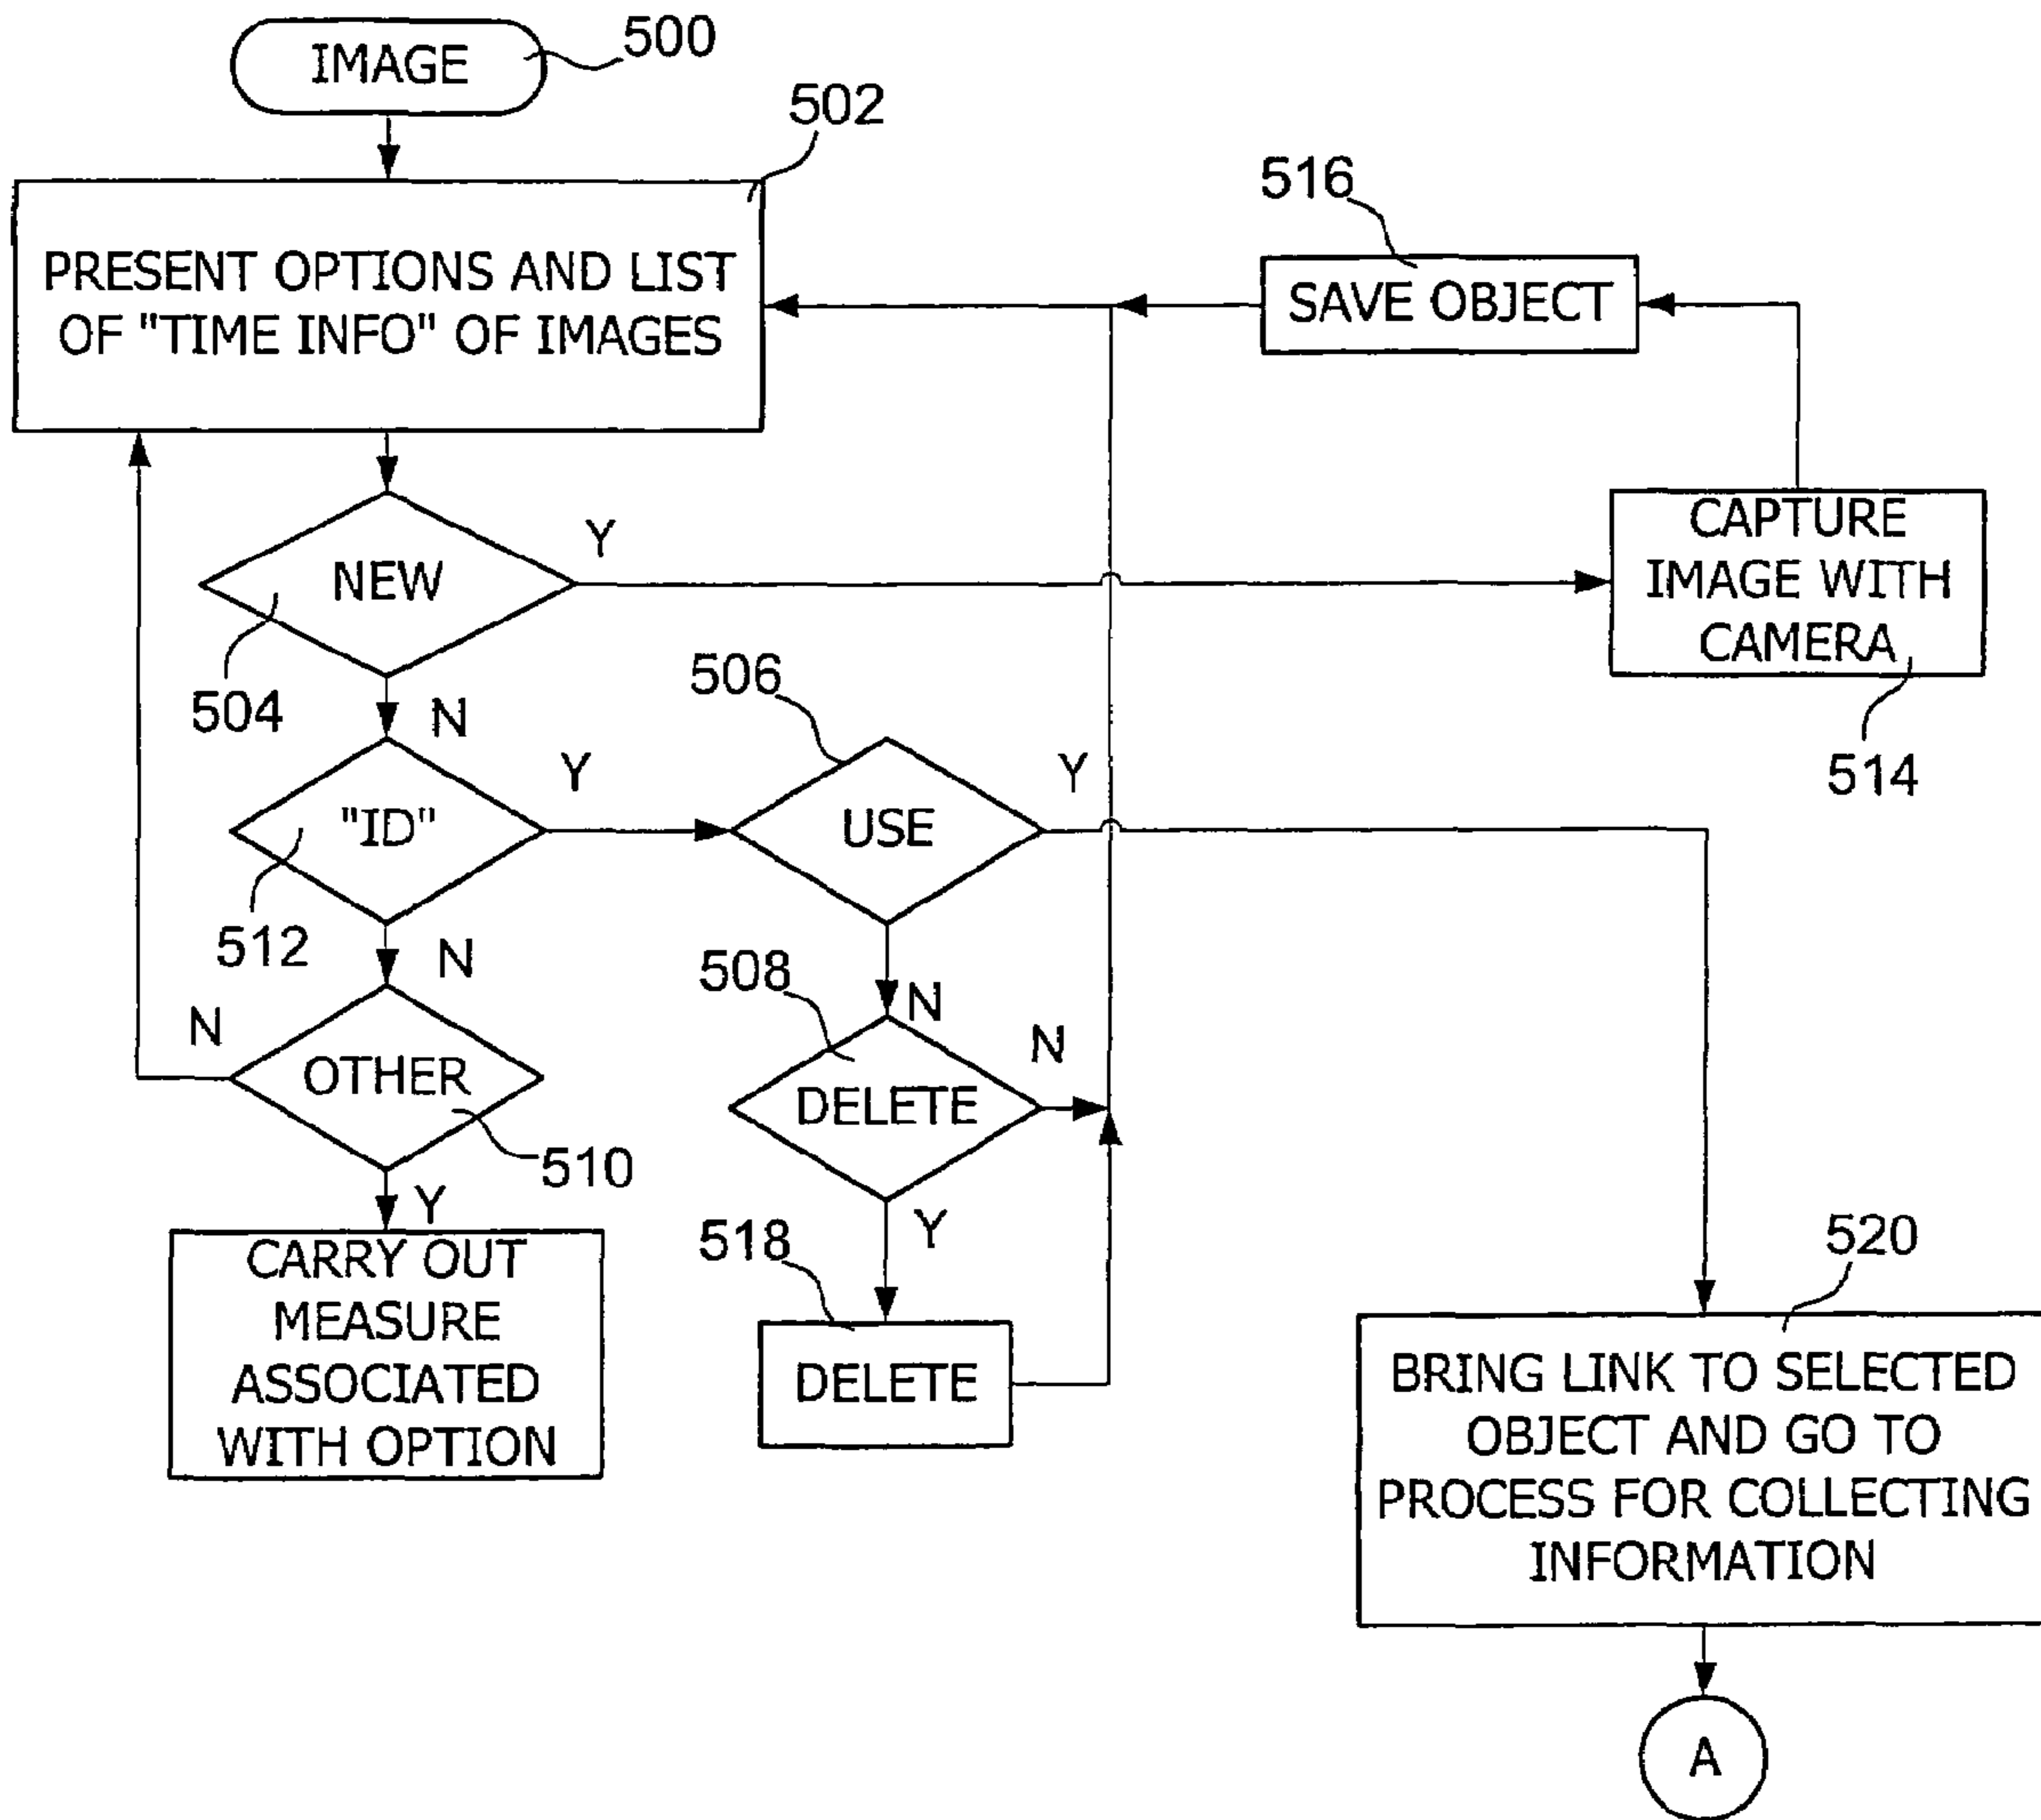 IMAGE
500
502
PRESENT OPTIONS AND LIST
OF "TIME INFO" OF IMAGES
516
SAVE OBJECT
NEW
Y
504
N
CAPTURE
IMAGE WITH
CAMERA
514
506
"ID"
Y
512
N
USE
Y
N
508
DELETE
N
Y
OTHER
N
510
Y
CARRY OUT
MEASURE
ASSOCIATED
WITH OPTION
518
DELETE
520
BRING LINK TO SELECTED
OBJECT AND GO TO
PROCESS FOR COLLECTING
INFORMATION
A